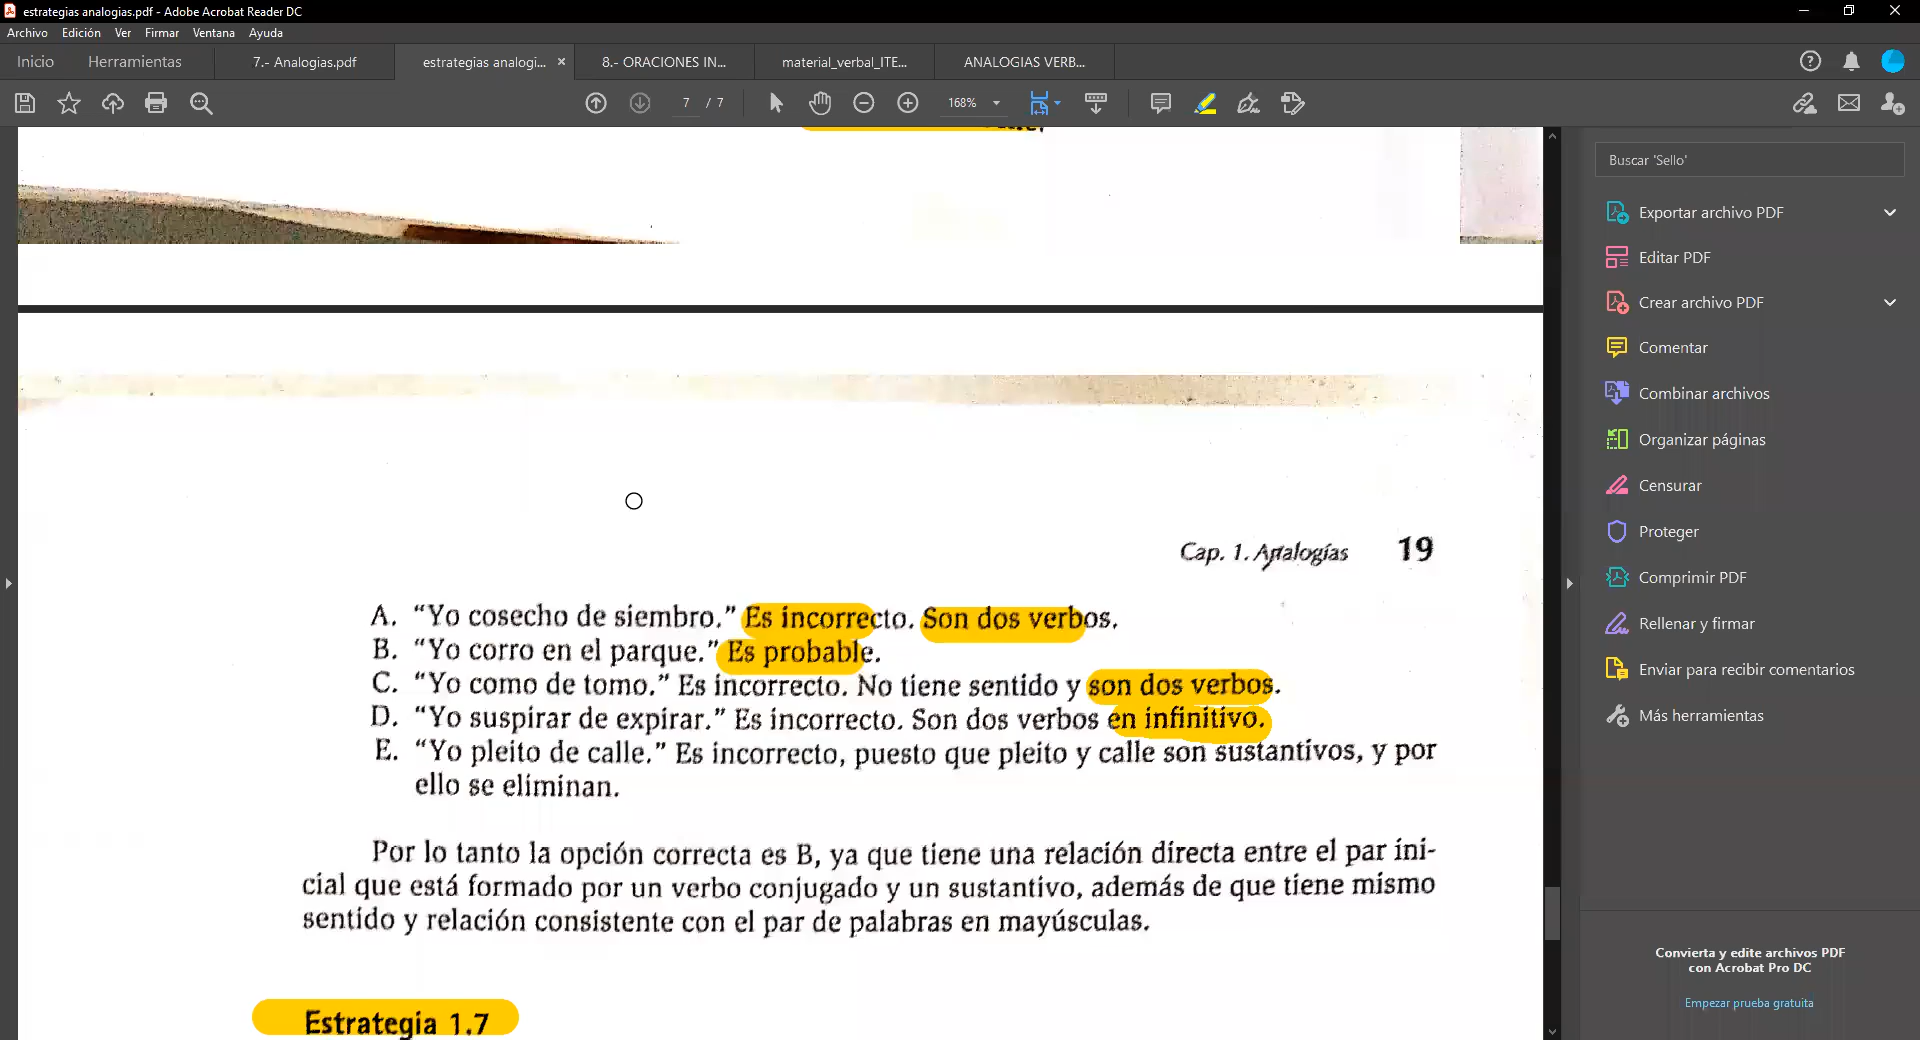 estrategias analogias.pdf - Adobe Acrobat Reader DC
Archivo Edición Ver Firmar Ventana Ayuda
Inicio Herramientas 7.- Analogias.pdf estrategias analogi... × 8.- ORACIONES IN... material_verbal_ITE... ANALOGIAS VERB...
7 / 7 168%
Buscar 'Sello'
Exportar archivo PDF
Editar PDF
Crear archivo PDF
Comentar
Combinar archivos
Organizar páginas
Censurar
Proteger
Comprimir PDF
Rellenar y firmar
Enviar para recibir comentarios
Más herramientas
Convierta y edite archivos PDF
con Acrobat Pro DC
Empezar prueba gratuita
Cap. 1. Analogías 19
A. “Yo cosecho de siembro.” Es incorrecto. Son dos verbos.
B. “Yo corro en el parque.” Es probable.
C. “Yo como de tomo.” Es incorrecto. No tiene sentido y son dos verbos.
D. “Yo suspirar de expirar.” Es incorrecto. Son dos verbos en infinitivo.
E. “Yo pleito de calle.” Es incorrecto, puesto que pleito y calle son sustantivos, y por
ello se eliminan.
Por lo tanto la opción correcta es B, ya que tiene una relación directa entre el par ini-
cial que está formado por un verbo conjugado y un sustantivo, además de que tiene mismo
sentido y relación consistente con el par de palabras en mayúsculas.
Estrategia 1.7